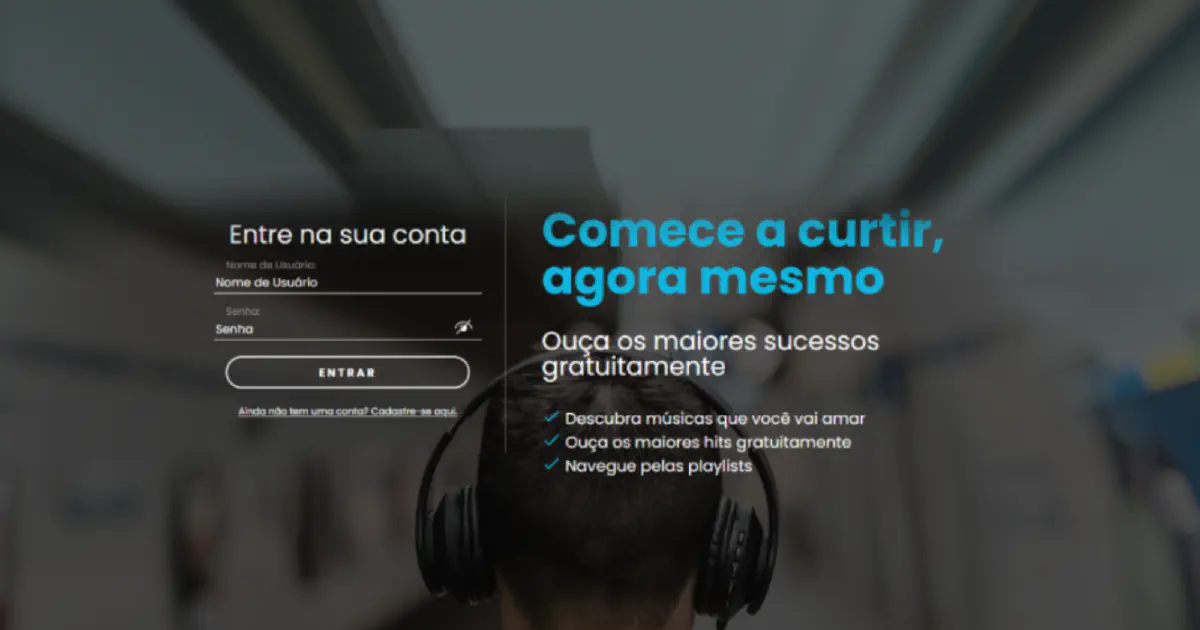 Entre na sua conta
Nome de Usuário:
Nome de Usuário
Senha:
Senha
ENTRAR
Ainda não tem uma conta? Cadastre-se aqui.
Comece a curtir,
agora mesmo
Ouça os maiores sucessos
gratuitamente
Descubra músicas que você vai amar
Ouça os maiores hits gratuitamente
Navegue pelas playlists